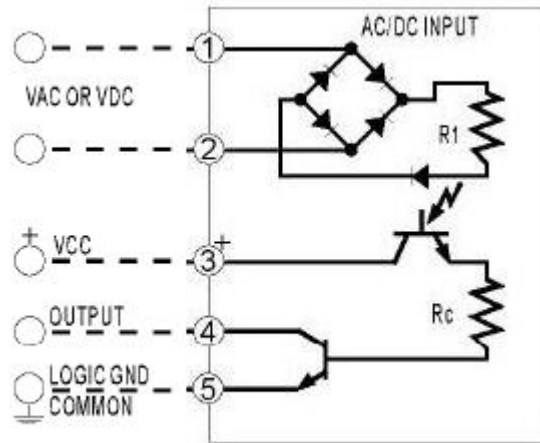 AC/DC INPUT
1
VAC OR VDC
R1
2
+
VCC
3
+
OUTPUT
4
Rc
LOGIC GND
5
COMMON